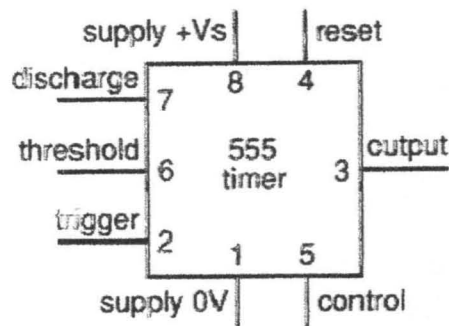 supply +Vs reset
discharge
7 8 4
threshold 555 output
6 timer 3
trigger
2 1 5
supply 0V control